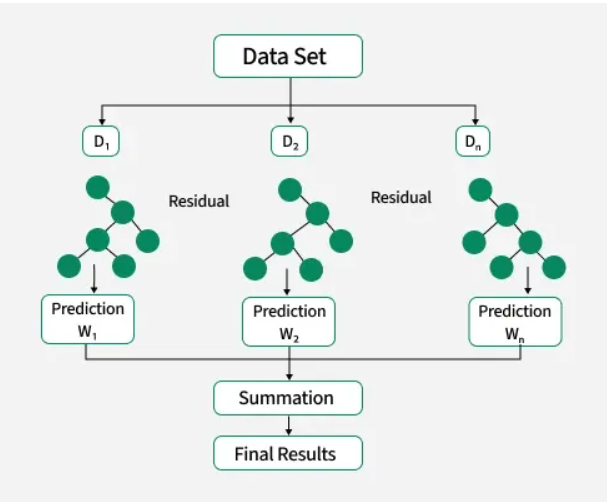 Data Set
D₁
D₂
Dₙ
Residual
Residual
Prediction
W₁
Prediction
W₂
Prediction
Wₙ
Summation
Final Results